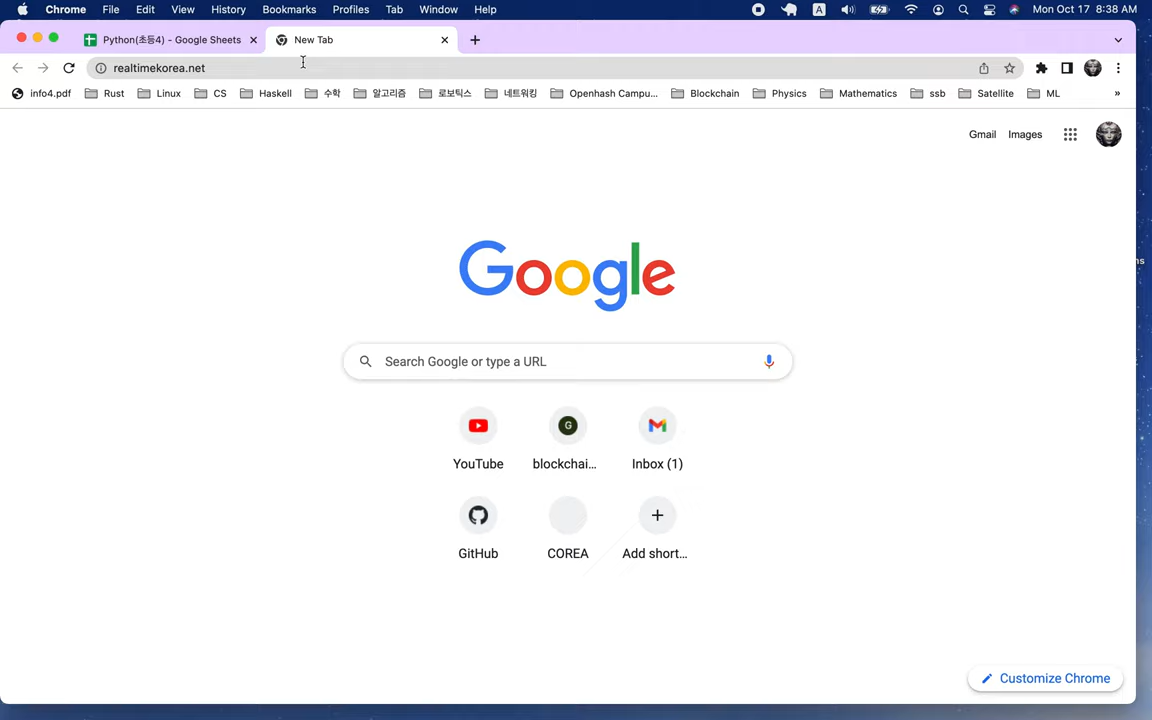 Chrome File Edit View History Bookmarks Profiles Tab Window Help A Mon Oct 17 8:38 AM
Python(초등4) - Google Sheets New Tab
realtimekorea.net
info4.pdf Rust Linux CS Haskell 수학 알고리즘 로보틱스 네트워킹 Openhash Campu... Blockchain Physics Mathematics ssb Satellite ML »
Gmail Images
ns
Google
Search Google or type a URL
G
YouTube blockchai... Inbox (1)
GitHub COREA Add short...
Customize Chrome